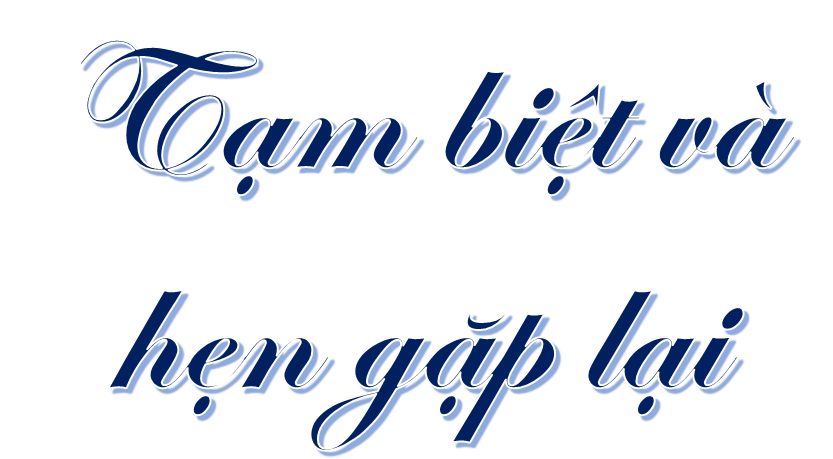 Tạm biệt và
hẹn gặp lại